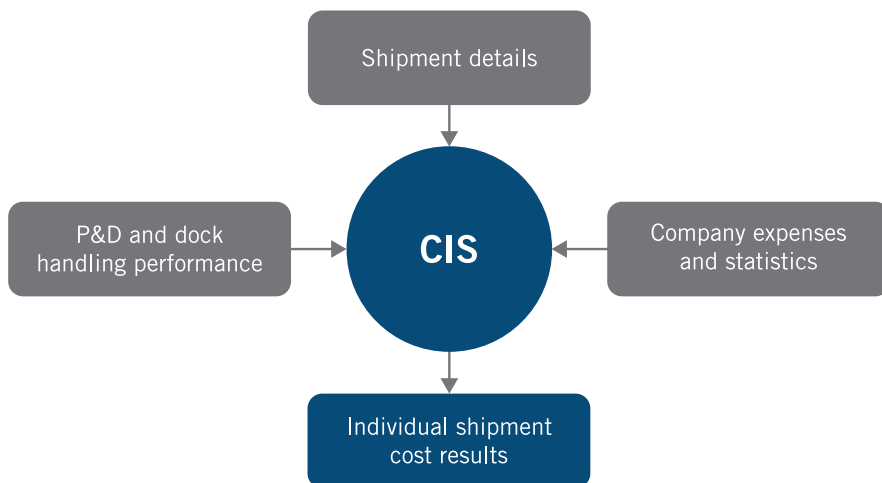 Shipment details
P&D and dock
handling performance
CIS
Company expenses
and statistics
Individual shipment
cost results